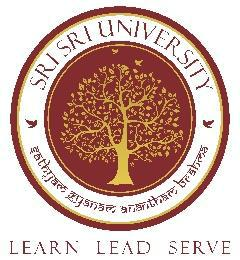 SRI SRI UNIVERSITY
sathyam gyanam anantham brahma
LEARN LEAD SERVE